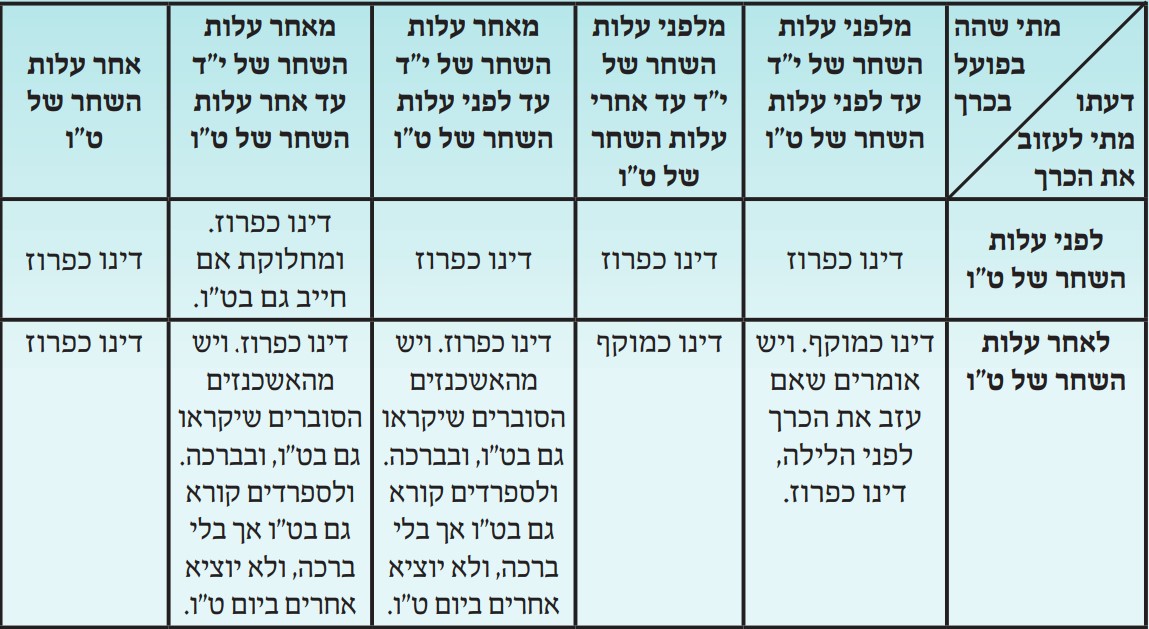 מתי שהה
בפועל
בכרך
דעתו
מתי לעזוב
את הכרך
מלפני עלות
השחר של י"ד
עד לפני עלות
השחר של ט"ו
מלפני עלות
השחר של
י"ד עד אחרי
עלות השחר
של ט"ו
מאחר עלות
השחר של י"ד
עד לפני עלות
השחר של ט"ו
מאחר עלות
השחר של י"ד
עד אחר עלות
השחר של ט"ו
אחר עלות
השחר של
ט"ו
לפני עלות
השחר של ט"ו
דינו כפרוז
דינו כפרוז
דינו כפרוז
דינו כפרוז.
ומחלוקת אם
חייב גם בט"ו.
דינו כפרוז
לאחר עלות
השחר של ט"ו
דינו כמוקף. ויש
אומרים שאם
עזב את הכרך
לפני הלילה,
דינו כפרוז.
דינו כמוקף
דינו כפרוז. ויש
מהאשכנזים
הסוברים שיקראו
גם בט"ו, ובברכה.
ולספרדים קורא
גם בט"ו אך בלי
ברכה, ולא יוציא
אחרים ביום ט"ו.
דינו כפרוז. ויש
מהאשכנזים
הסוברים שיקראו
גם בט"ו, ובברכה.
ולספרדים קורא
גם בט"ו אך בלי
ברכה, ולא יוציא
אחרים ביום ט"ו.
דינו כפרוז